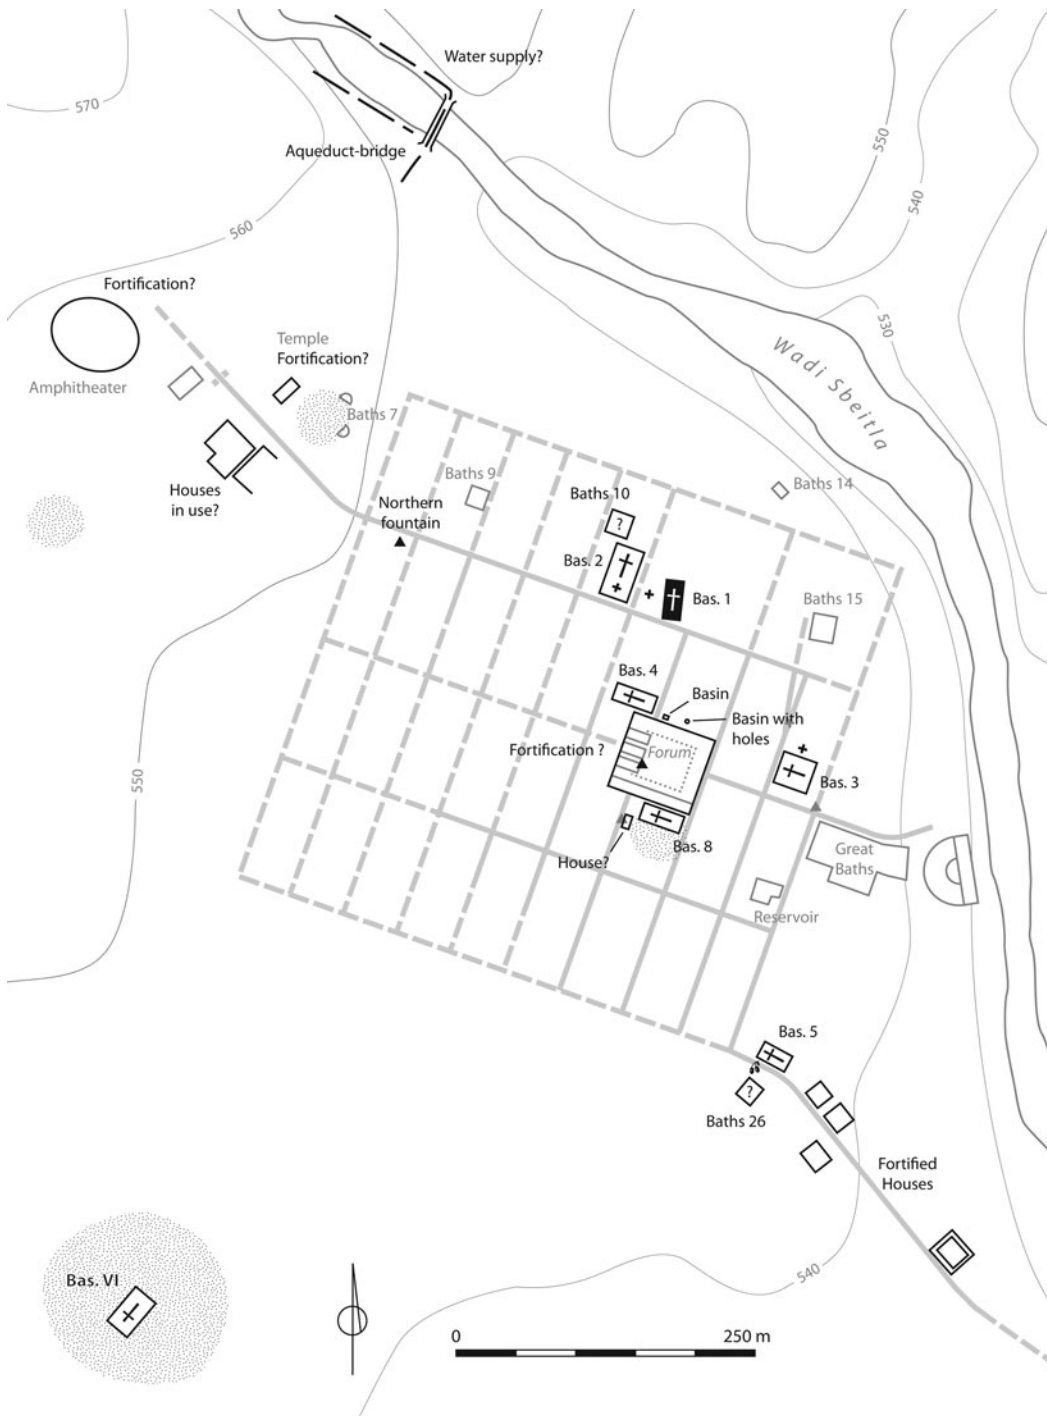 Water supply?
570
Aqueduct-bridge
550
540
560
Fortification?
530
Temple
Fortification?
Wadi Sbeitla
Amphitheater
Baths 7
Baths 9
Baths 14
Houses
in use?
Northern
fountain
Baths 10
?
Bas. 2
Bas. 1
Baths 15
Bas. 4
Basin
Basin with
holes
Fortification ?
Forum
Bas. 3
550
House?
Bas. 8
Great
Baths
Reservoir
Bas. 5
?
Baths 26
Fortified
Houses
Bas. VI
540
0
250 m